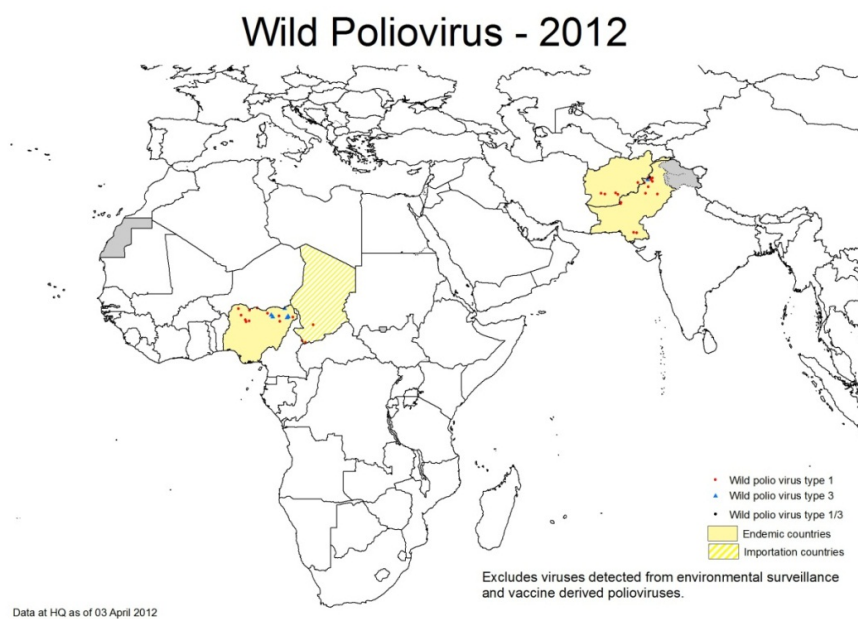 Wild Poliovirus - 2012
Wild polio virus type 1
Wild polio virus type 3
Wild polio virus type 1/3
Endemic countries
Importation countries
Excludes viruses detected from environmental surveillance
and vaccine derived polioviruses.
Data at HQ as of 03 April 2012